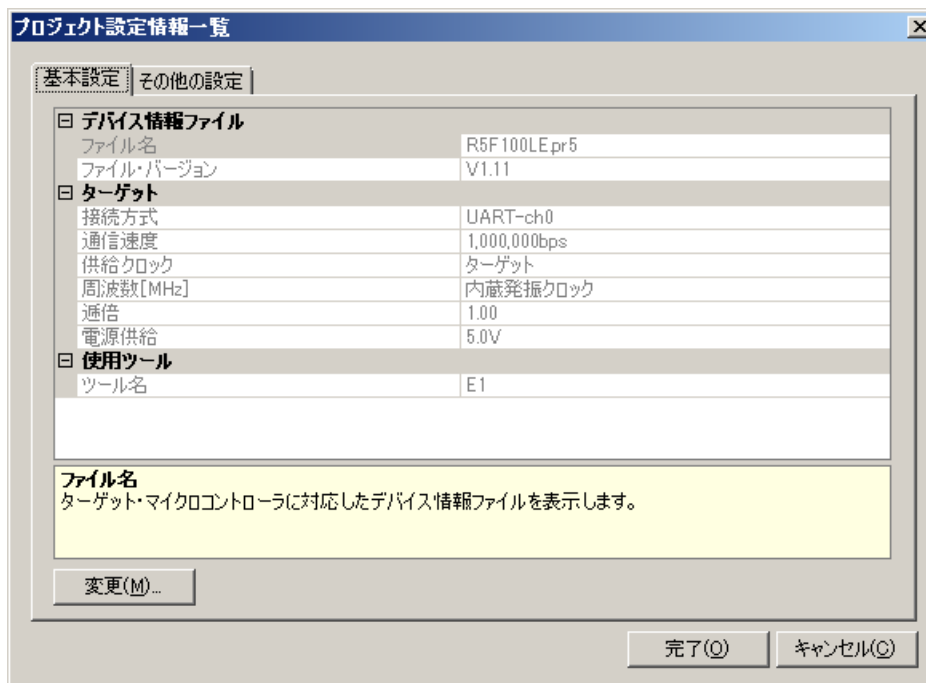 プロジェクト設定情報一覧
基本設定 その他の設定
デバイス情報ファイル
ファイル名 R5F100LE.pr5
ファイル・バージョン V1.11
ターゲット
接続方式 UART-ch0
通信速度 1,000,000bps
供給クロック ターゲット
周波数[MHz] 内蔵発振クロック
逓倍 1.00
電源供給 5.0V
使用ツール
ツール名 E1
ファイル名
ターゲット・マイクロコントローラに対応したデバイス情報ファイルを表示します。
変更(M)...
完了(O) キャンセル(C)